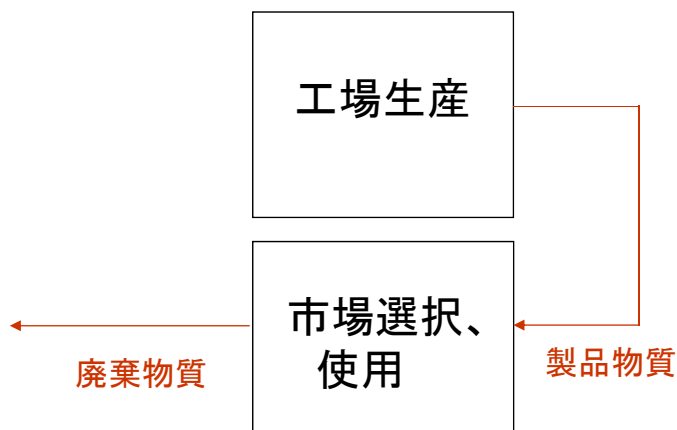 工場生産
市場選択、
使用
製品物質
廃棄物質